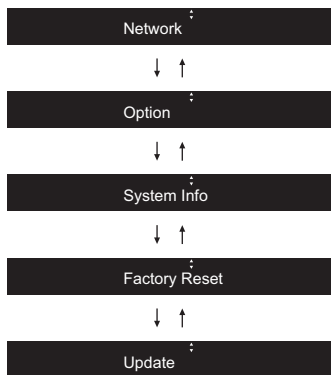 Network
Option
System Info
Factory Reset
Update